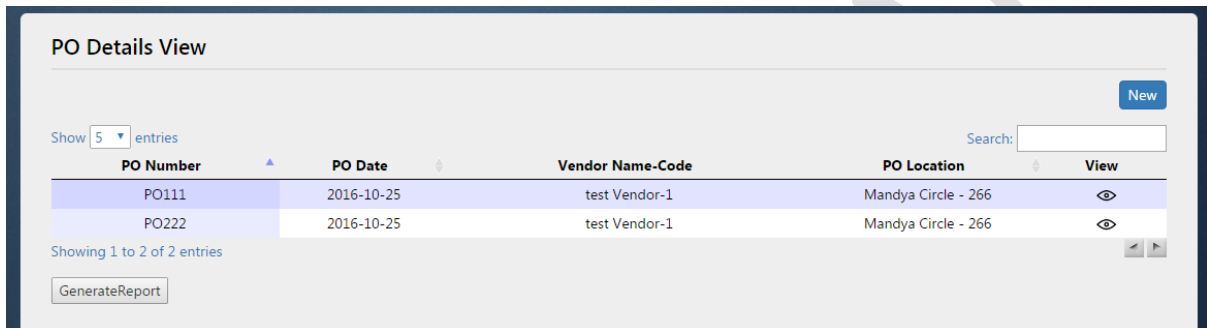 PO Details View
New
Show 5 entries
Search:
PO Number PO Date Vendor Name-Code PO Location View
PO111 2016-10-25 test Vendor-1 Mandya Circle - 266
PO222 2016-10-25 test Vendor-1 Mandya Circle - 266
Showing 1 to 2 of 2 entries
GenerateReport